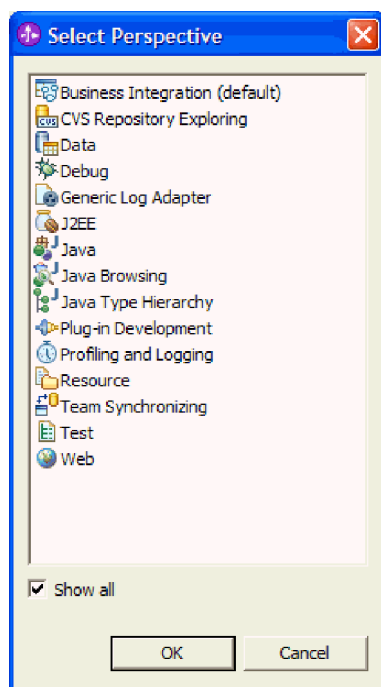 Select Perspective
Business Integration (default)
CVS Repository Exploring
Data
Debug
Generic Log Adapter
J2EE
Java
Java Browsing
Java Type Hierarchy
Plug-in Development
Profiling and Logging
Resource
Team Synchronizing
Test
Web
Show all
OK Cancel